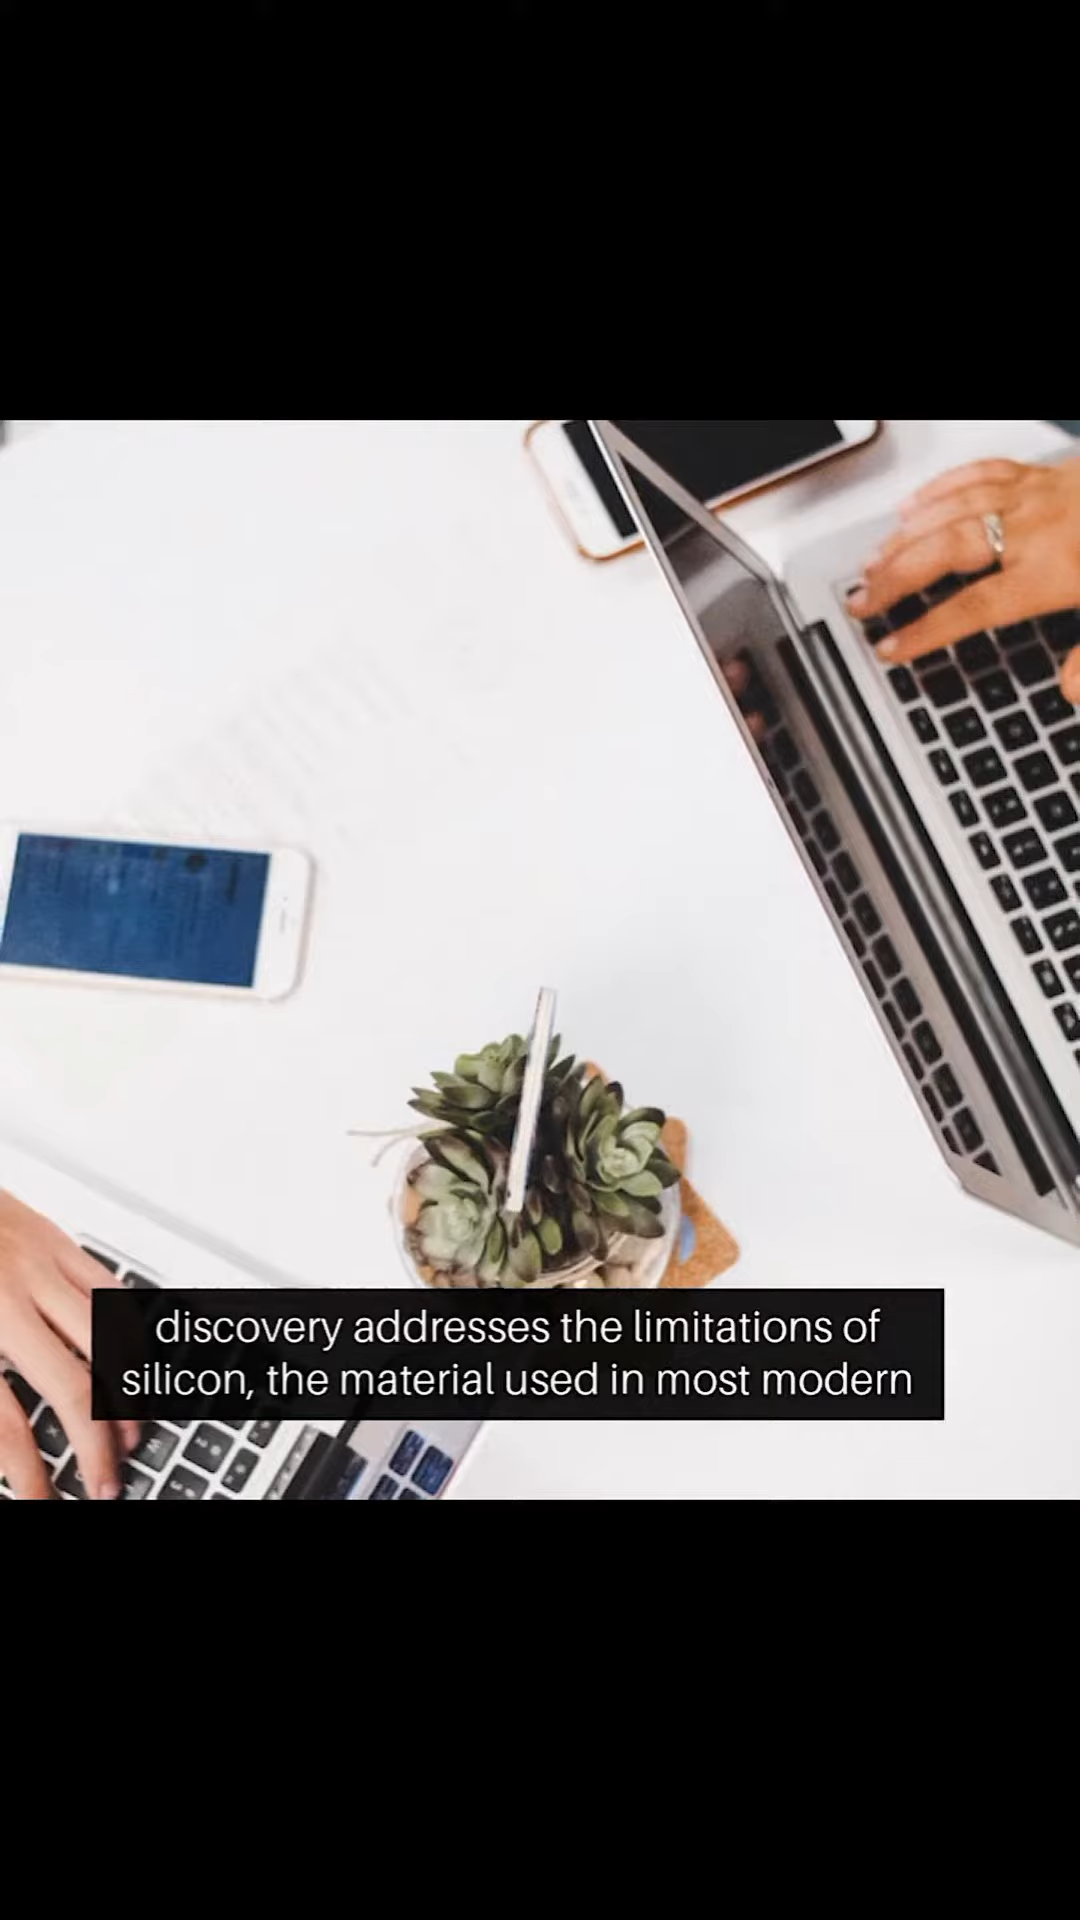 discovery addresses the limitations of
silicon, the material used in most modern